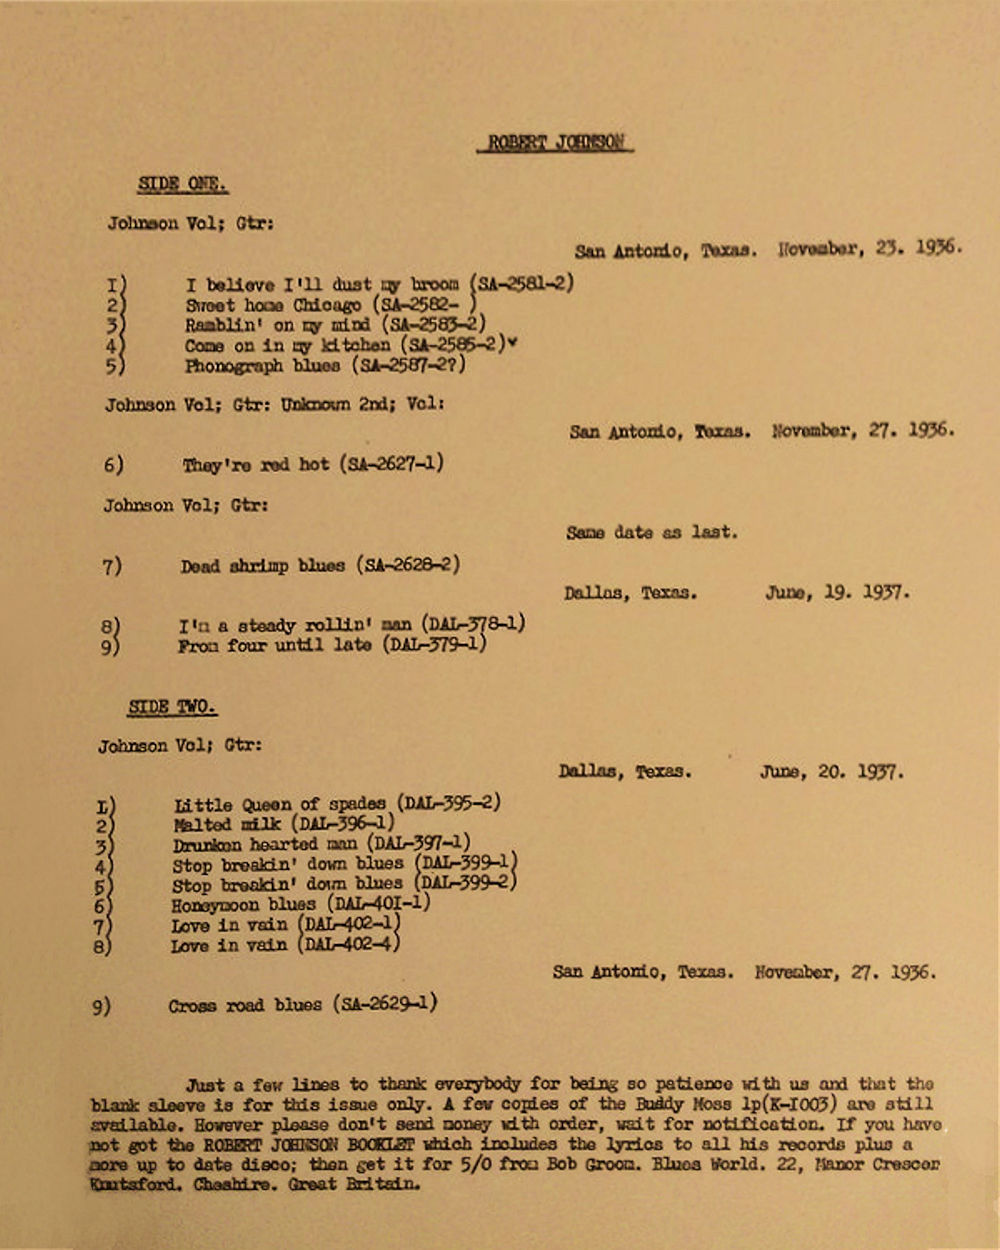 ROBERT JOHNSON
SIDE ONE.
Johnson Vol; Gtr:
San Antonio, Texas. November, 23. 1936.
I) I believe I'll dust my broom (SA-2581-2)
2) Sweet home Chicago (SA-2582- )
3) Ramblin' on my mind (SA-2583-2)
4) Come on in my kitchen (SA-2585-2)v
5) Phonograph blues (SA-2587-2?)
Johnson Vol; Gtr: Unknown 2nd; Vol:
San Antonio, Texas. November, 27. 1936.
6) They're red hot (SA-2627-1)
Johnson Vol; Gtr:
Same date as last.
7) Dead shrimp blues (SA-2628-2)
Dallas, Texas. June, 19. 1937.
8) I'm a steady rollin' man (DAL-378-1)
9) From four until late (DAL-379-1)
SIDE TWO.
Johnson Vol; Gtr:
Dallas, Texas. June, 20. 1937.
1) Little Queen of spades (DAL-395-2)
2) Malted milk (DAL-396-1)
3) Drunken hearted man (DAL-397-1)
4) Stop breakin' down blues (DAL-399-1)
5) Stop breakin' down blues (DAL-399-2)
6) Honeymoon blues (DAL-40I-1)
7) Love in vain (DAL-402-1)
8) Love in vain (DAL-402-4)
San Antonio, Texas. November, 27. 1936.
9) Cross road blues (SA-2629-1)
Just a few lines to thank everybody for being so patience with us and that the
blank sleeve is for this issue only. A few copies of the Buddy Moss lp(K-I003) are still
available. However please don't send money with order, wait for notification. If you have
not got the ROBERT JOHNSON BOOKLET which includes the lyrics to all his records plus a
more up to date disco; then get it for 5/0 from Bob Groom. Blues World. 22, Manor Crescer
Knutsford. Cheshire. Great Britain.